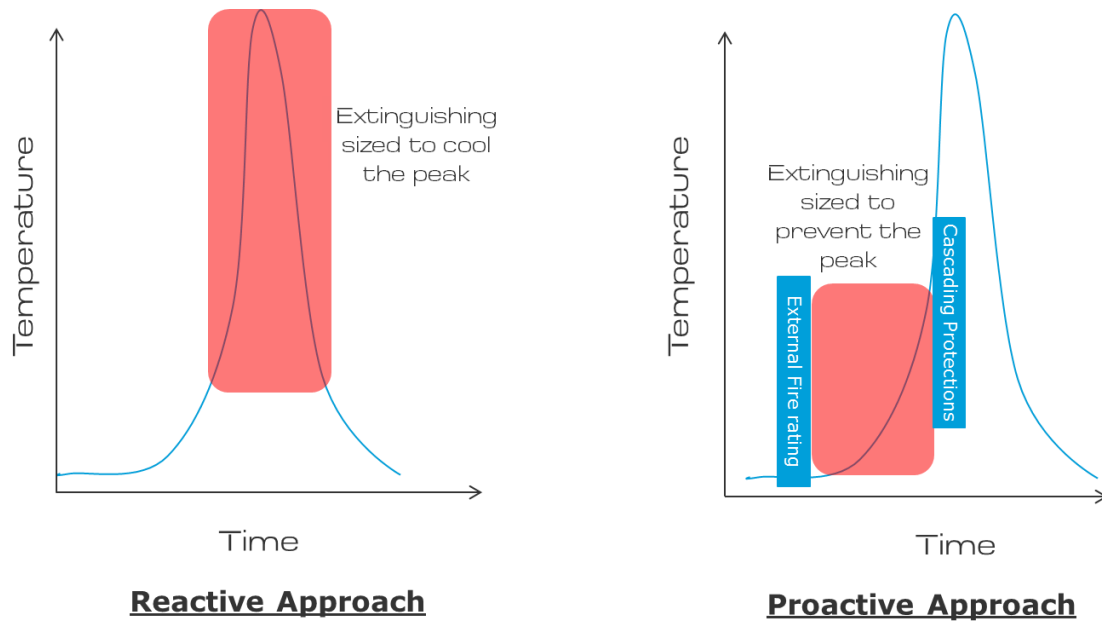 Temperature
Extinguishing
sized to cool
the peak
Time
Reactive Approach
Temperature
Extinguishing
sized to
prevent the
peak
External Fire rating
Cascading Protections
Time
Proactive Approach